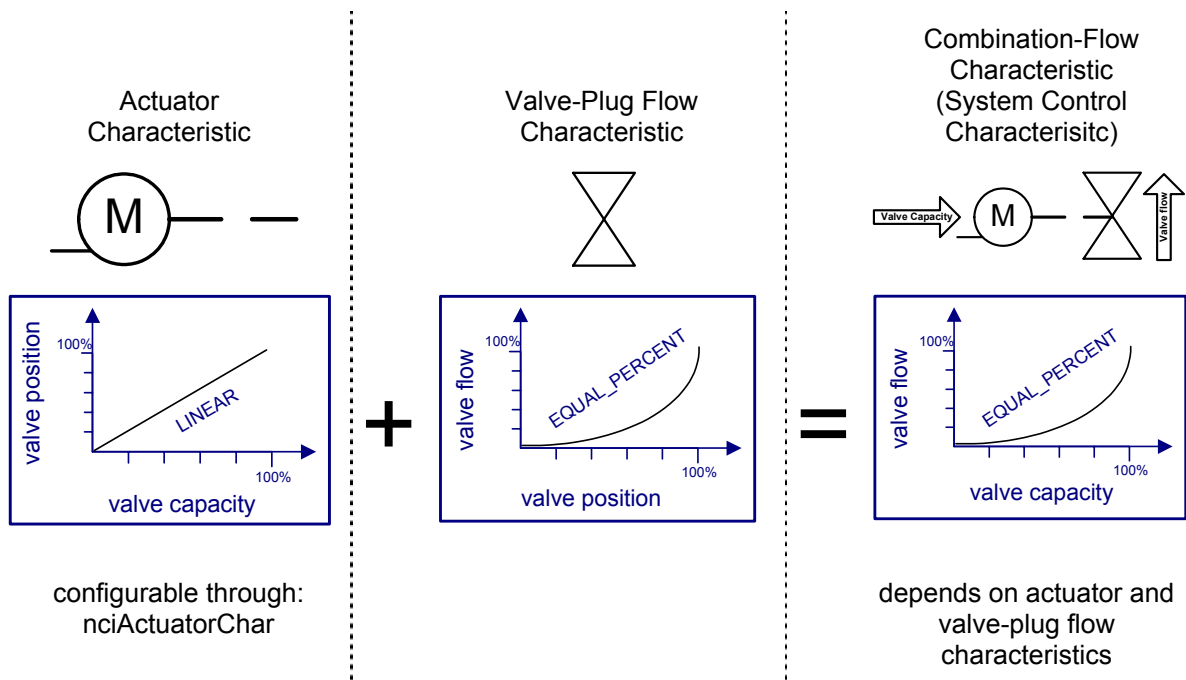 Actuator
Characteristic
M
100%
valve position
LINEAR
100%
valve capacity
configurable through:
nciActuatorChar
+
Valve-Plug Flow
Characteristic
100%
valve flow
EQUAL_PERCENT
100%
valve position
=
Combination-Flow
Characteristic
(System Control
Characterisitc)
Valve Capacity
M
Valve flow
100%
valve flow
EQUAL_PERCENT
100%
valve capacity
depends on actuator and
valve-plug flow
characteristics